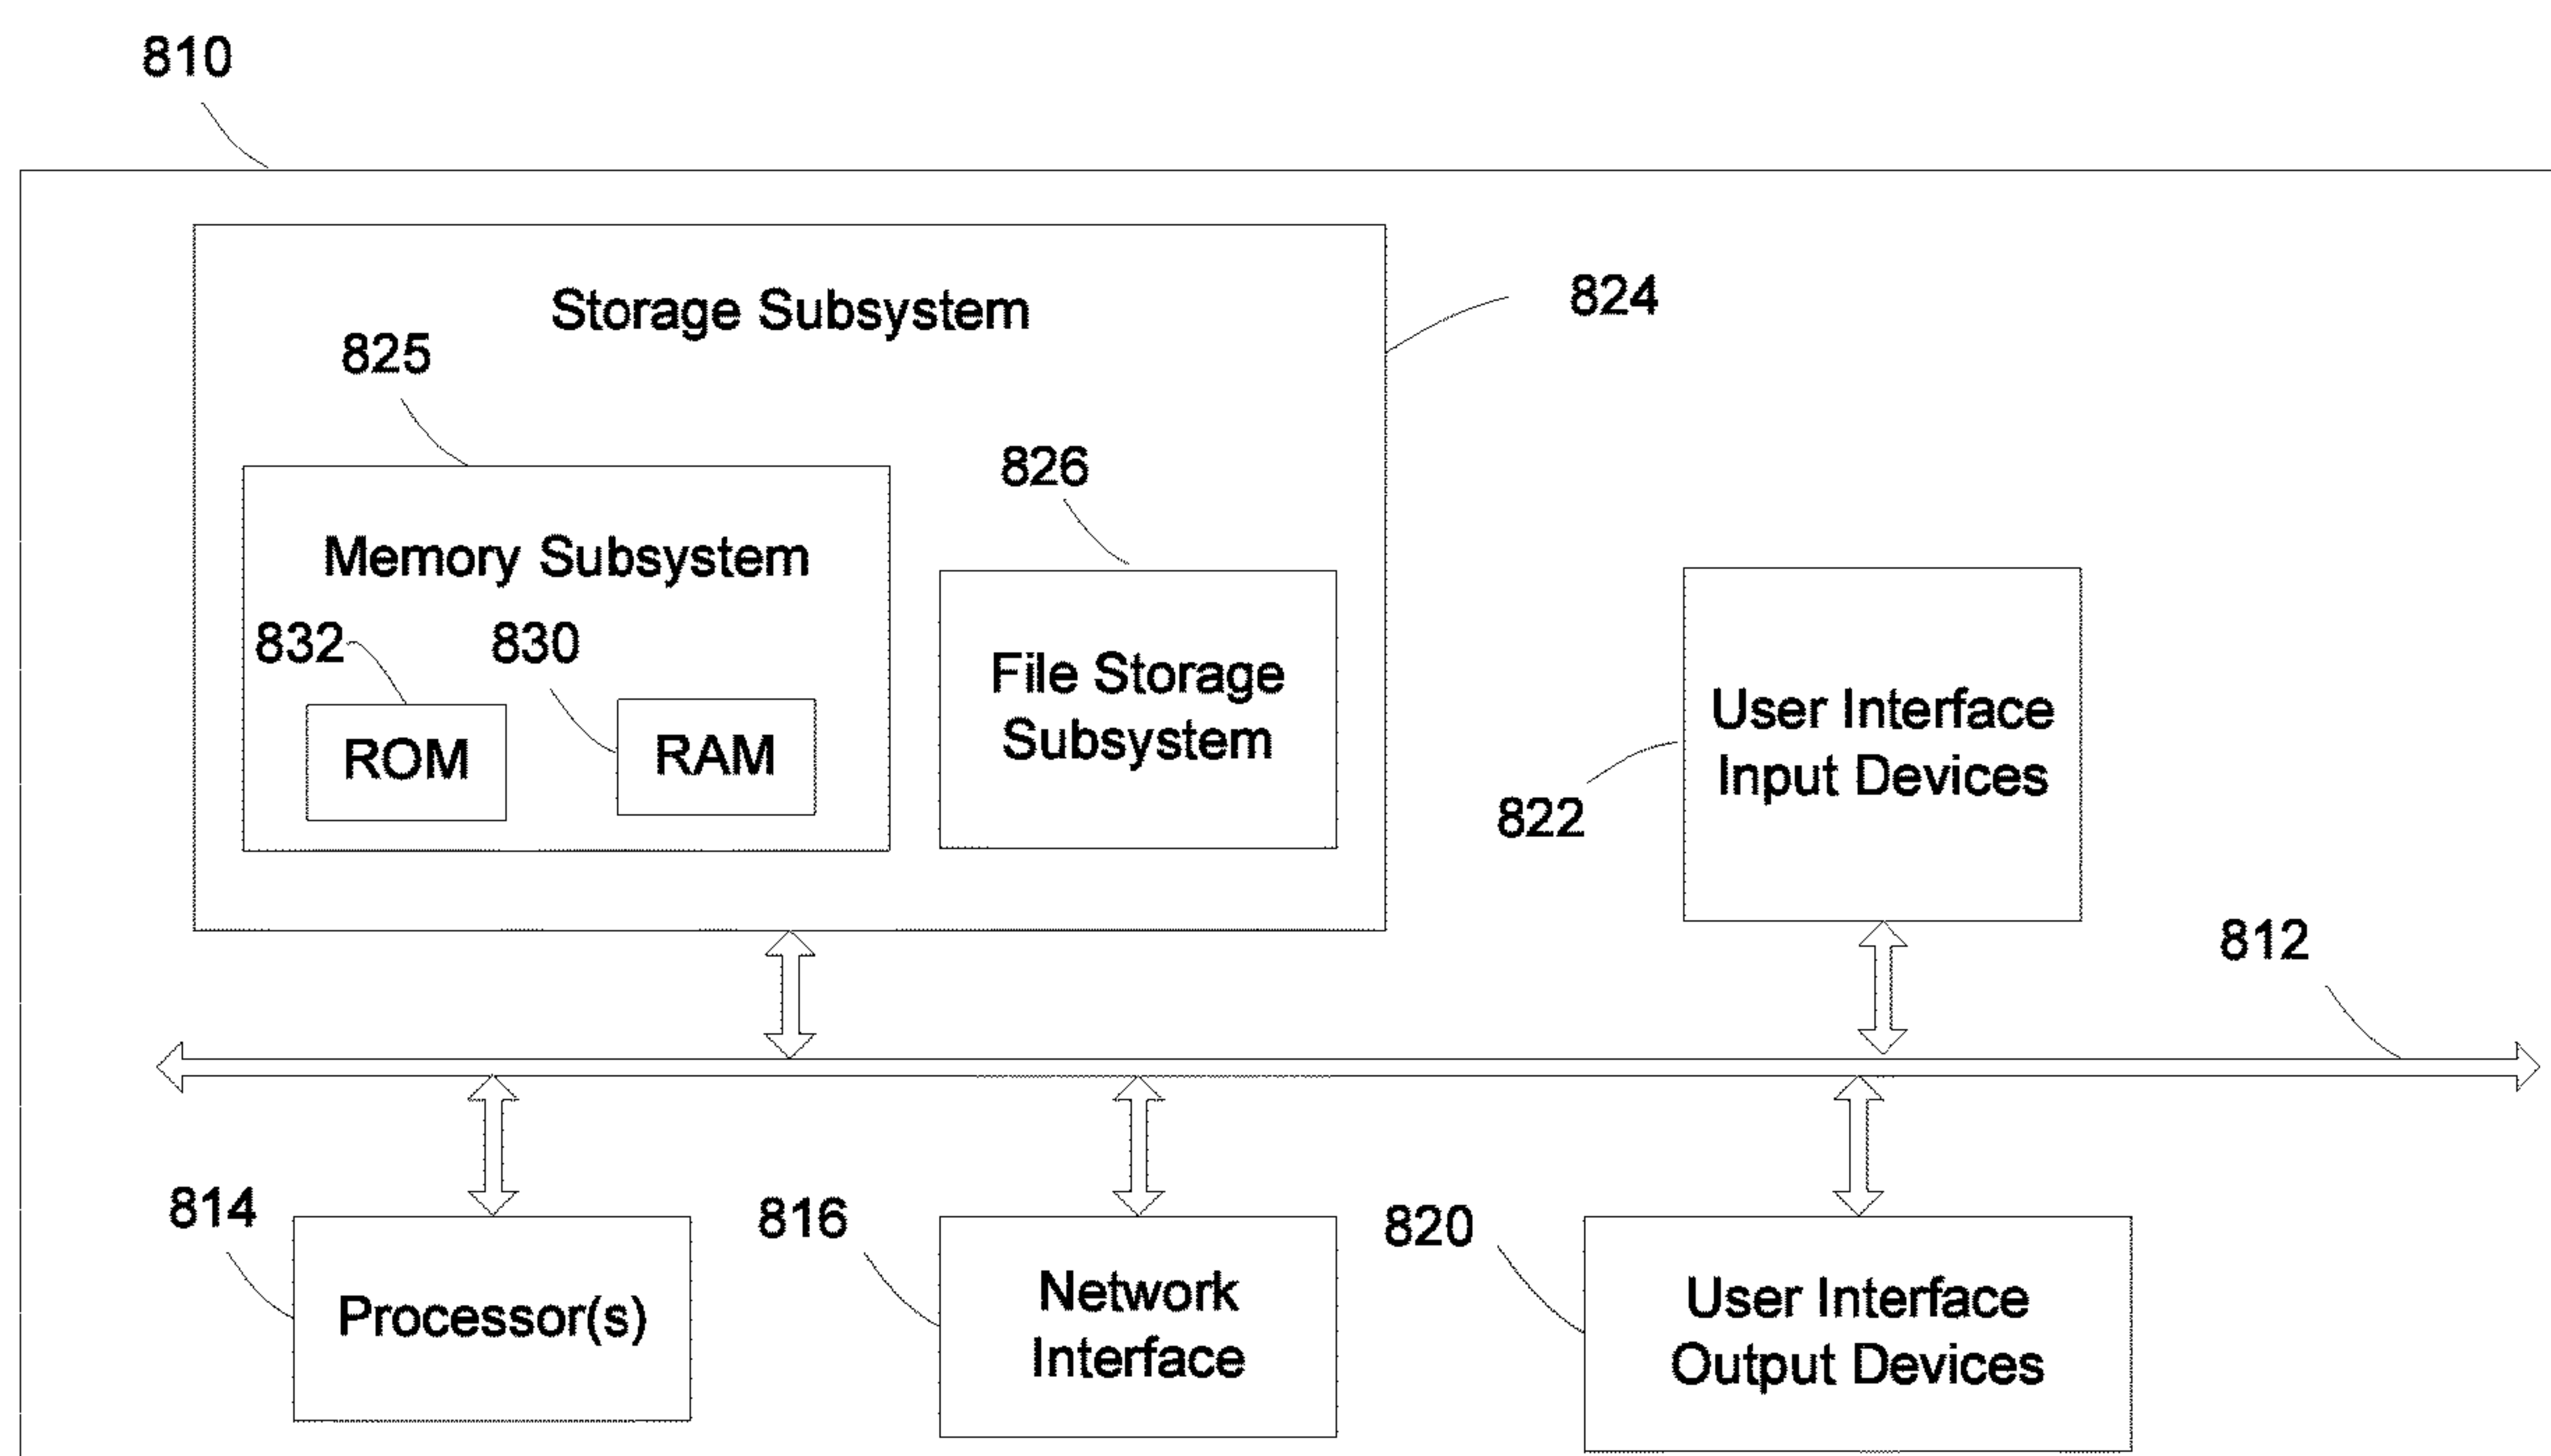 810
Storage Subsystem
824
825
826
Memory Subsystem
832
830
File Storage
Subsystem
ROM
RAM
User Interface
Input Devices
822
812
814
816
820
Processor(s)
Network
Interface
User Interface
Output Devices